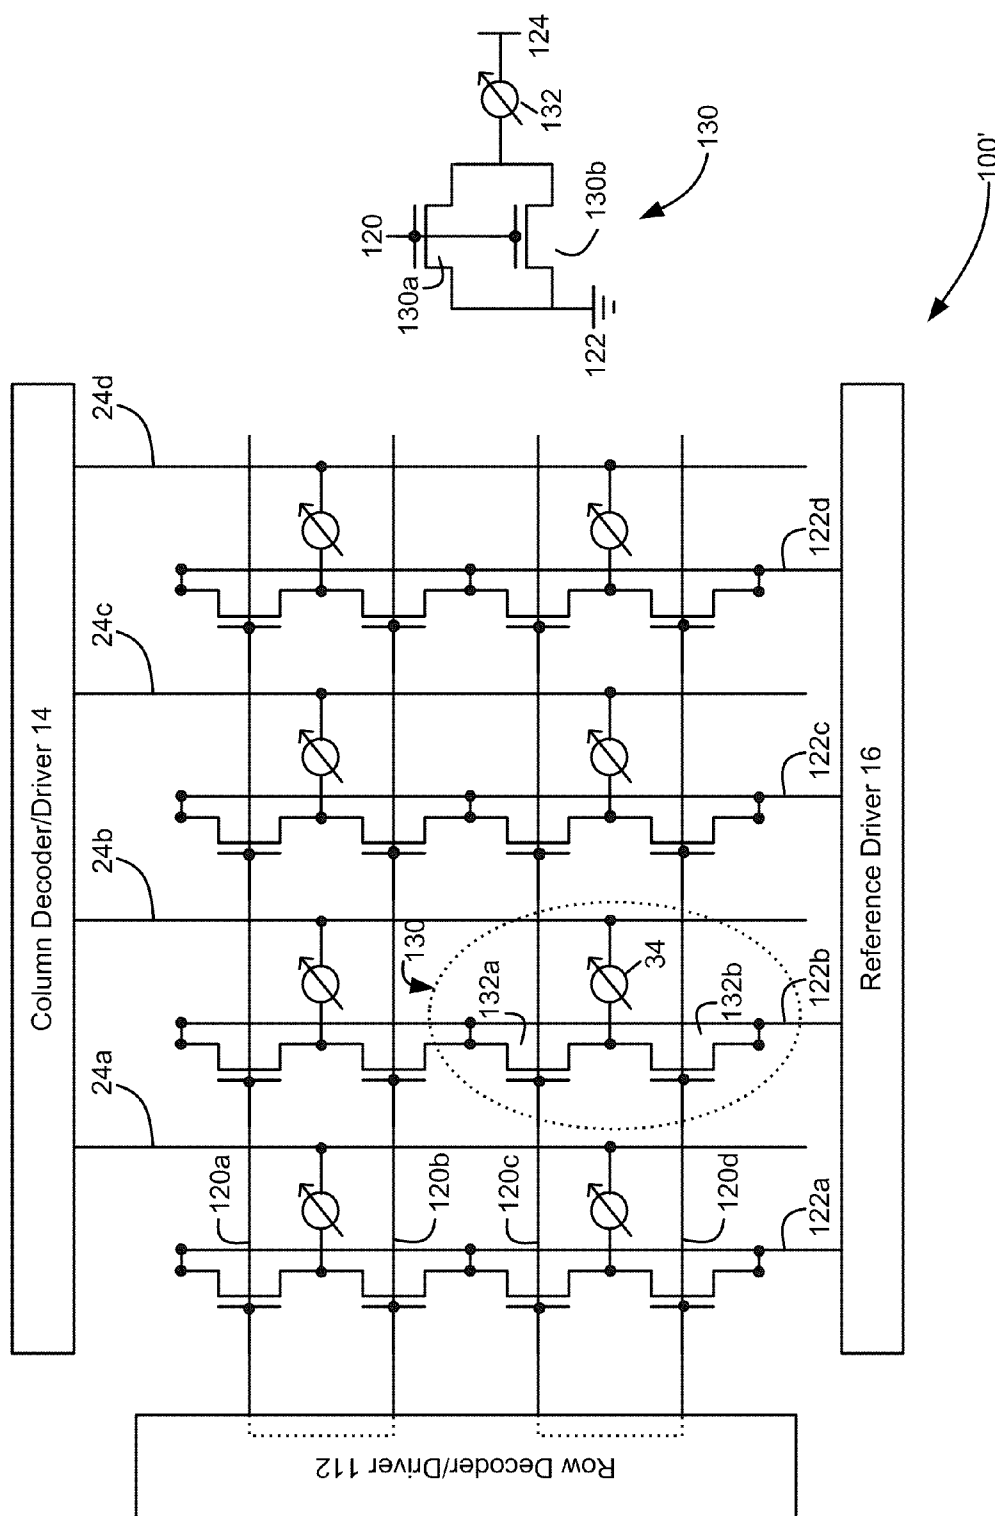 Column Decoder/Driver 14
24a
24b
24c
24d
120a
120b
120c
120d
130
132a
34
132b
122a
122b
122c
122d
Row Decoder/Driver 112
Reference Driver 16
120
130a
130b
122
132
124
130
100'